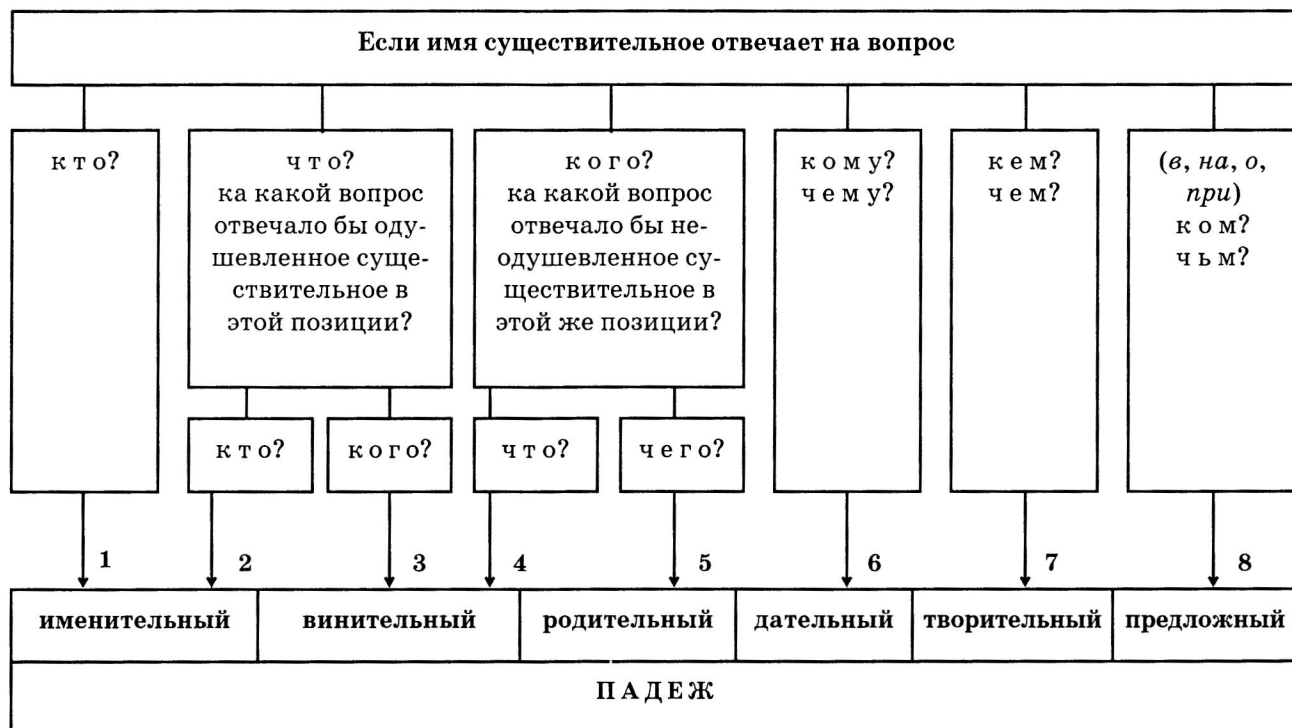 Если имя существительное отвечает на вопрос
к т о?
ч т о?
ка какой вопрос
отвечало бы оду-
шевленное суще-
ствительное в
этой позиции?
к о г о?
ка какой вопрос
отвечало бы не-
одушевленное су-
ществительное в
этой же позиции?
к о м у?
ч е м у?
к е м?
ч е м?
(в, на, о,
при)
к о м?
ч ь м?
к т о?
к о г о?
ч т о?
ч е г о?
1
2
3
4
5
6
7
8
именительный
винительный
родительный
дательный
творительный
предложный
П А Д Е Ж